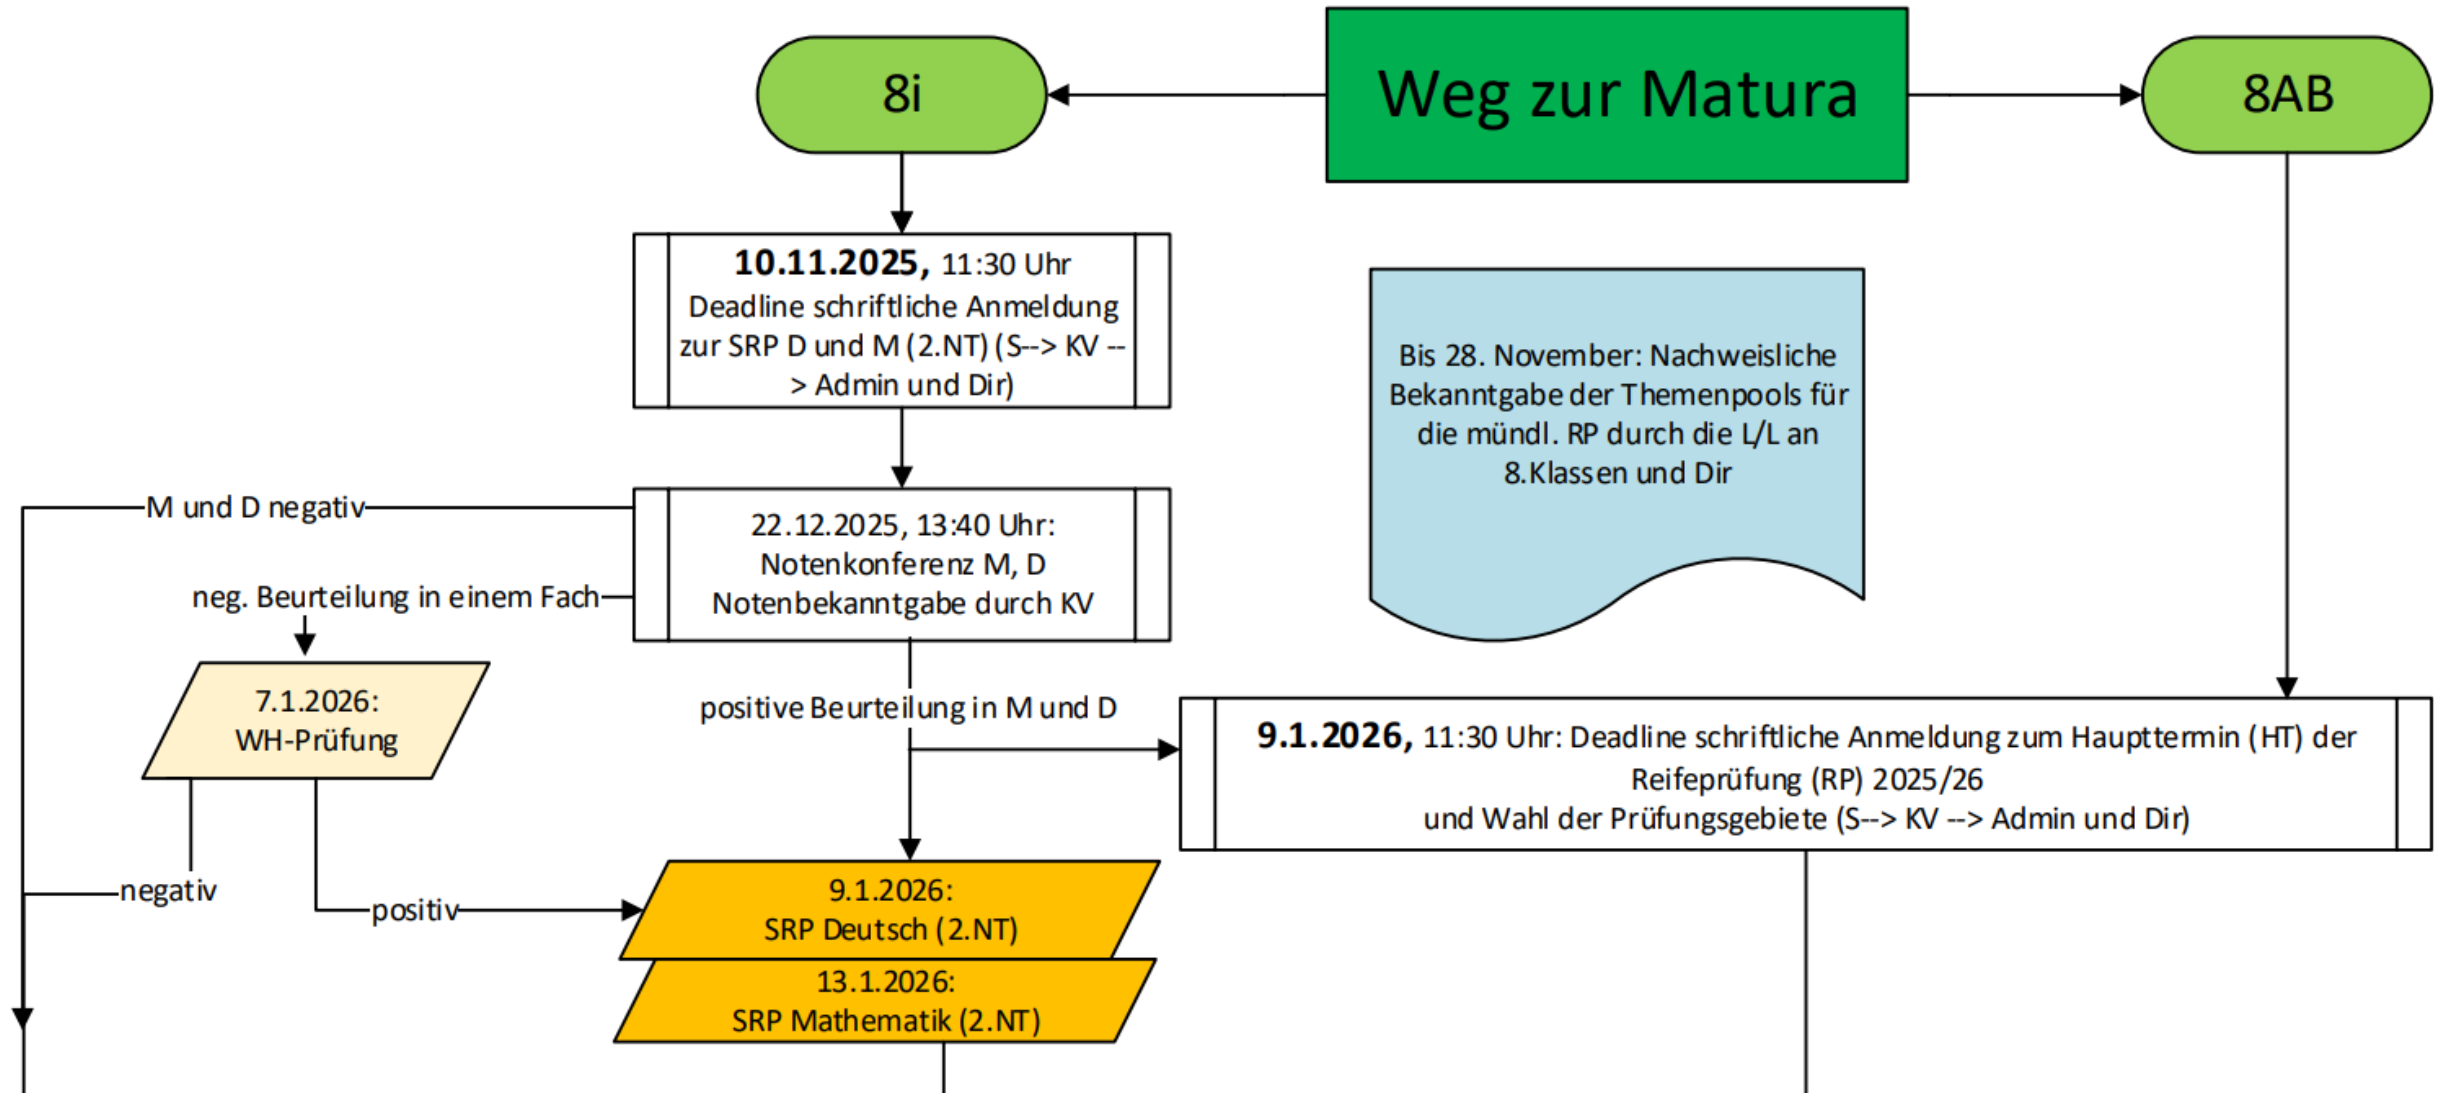 8i
Weg zur Matura
8AB
10.11.2025, 11:30 Uhr
Deadline schriftliche Anmeldung
zur SRP D und M (2.NT) (S--> KV --
> Admin und Dir)
Bis 28. November: Nachweisliche
Bekanntgabe der Themenpools für
die mündl. RP durch die L/L an
8.Klassen und Dir
M und D negativ
22.12.2025, 13:40 Uhr:
Notenkonferenz M, D
Notenbekanntgabe durch KV
neg. Beurteilung in einem Fach
7.1.2026:
WH-Prüfung
positive Beurteilung in M und D
9.1.2026, 11:30 Uhr: Deadline schriftliche Anmeldung zum Haupttermin (HT) der
Reifeprüfung (RP) 2025/26
und Wahl der Prüfungsgebiete (S--> KV --> Admin und Dir)
negativ
positiv
9.1.2026:
SRP Deutsch (2.NT)
13.1.2026:
SRP Mathematik (2.NT)